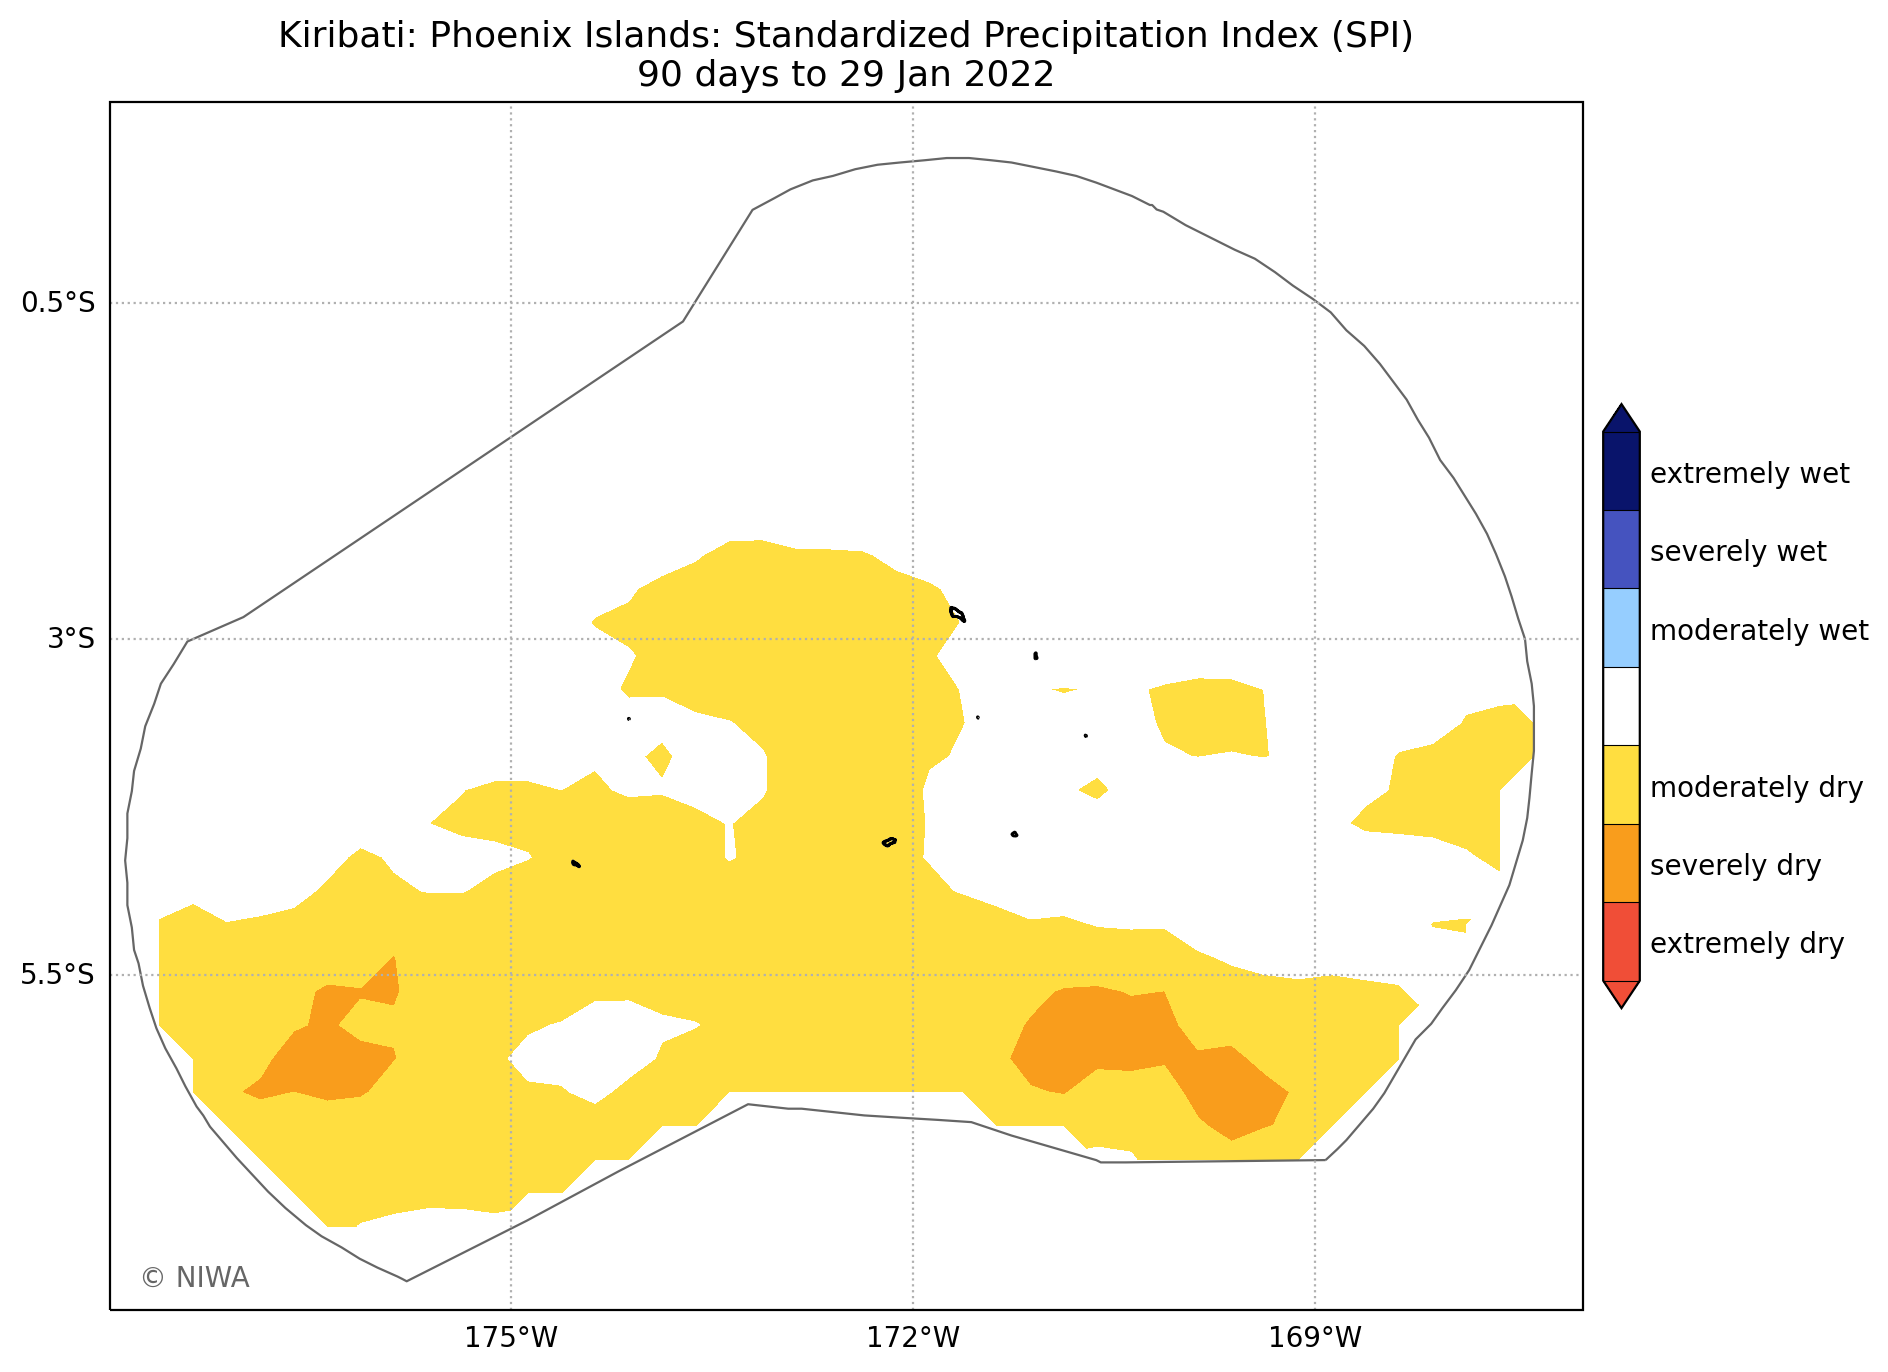 Kiribati: Phoenix Islands: Standardized Precipitation Index (SPI)
90 days to 29 Jan 2022
0.5°S
3°S
5.5°S
175°W
172°W
169°W
extremely wet
severely wet
moderately wet
moderately dry
severely dry
extremely dry
© NIWA